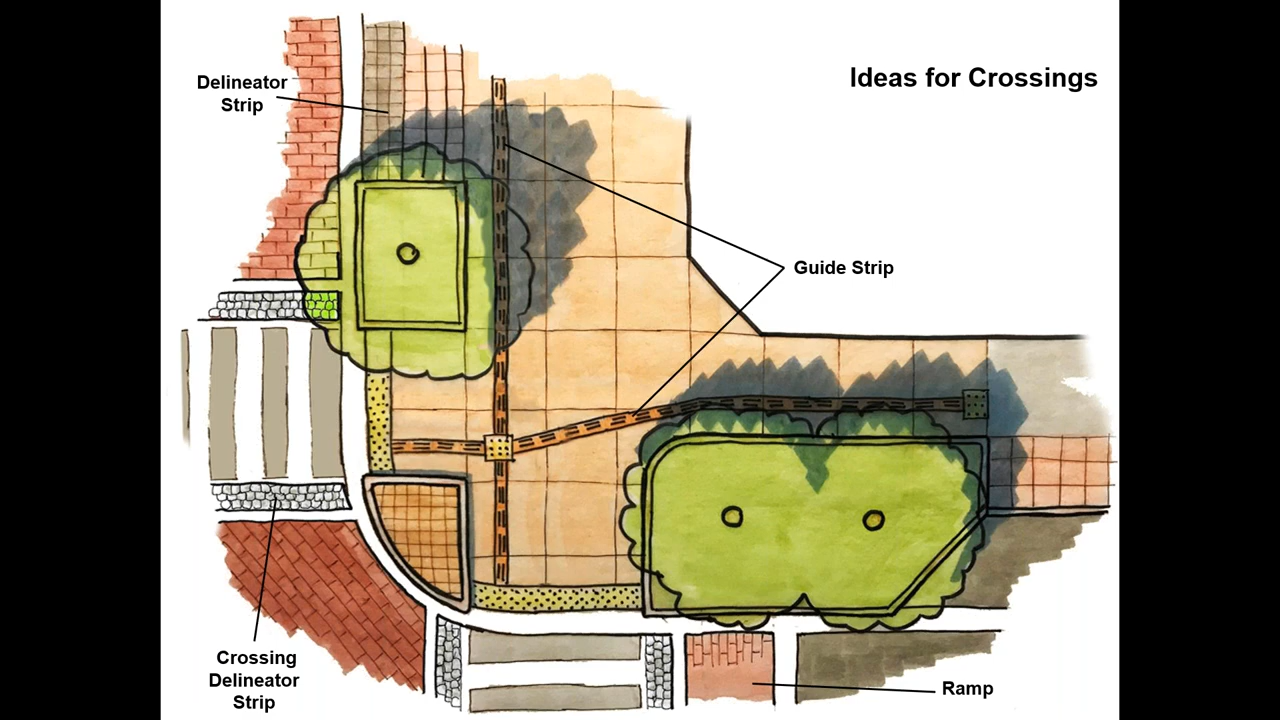 Ideas for Crossings
Delineator
Strip
Guide Strip
Crossing
Delineator
Strip
Ramp